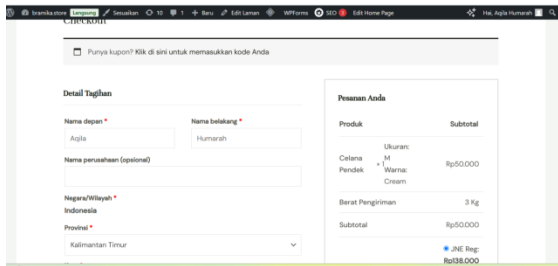 bramika.store Langsung Sesuaikan 10 1 + Baru Edit Laman WPForms SEO Edit Home Page Hai, Aqila Humarah
Checkout
Punya kupon? Klik di sini untuk memasukkan kode Anda
Detail Tagihan
Nama depan * Nama belakang *
Aqila Humarah
Nama perusahaan (opsional)
Negara/Wilayah *
Indonesia
Provinsi *
Kalimantan Timur
Pesanan Anda
Produk Subtotal
Celana Pendek × 1 Ukuran: M Warna: Cream Rp50.000
Berat Pengiriman 3 Kg
Subtotal Rp50.000
JNE Reg:
Rp138.000